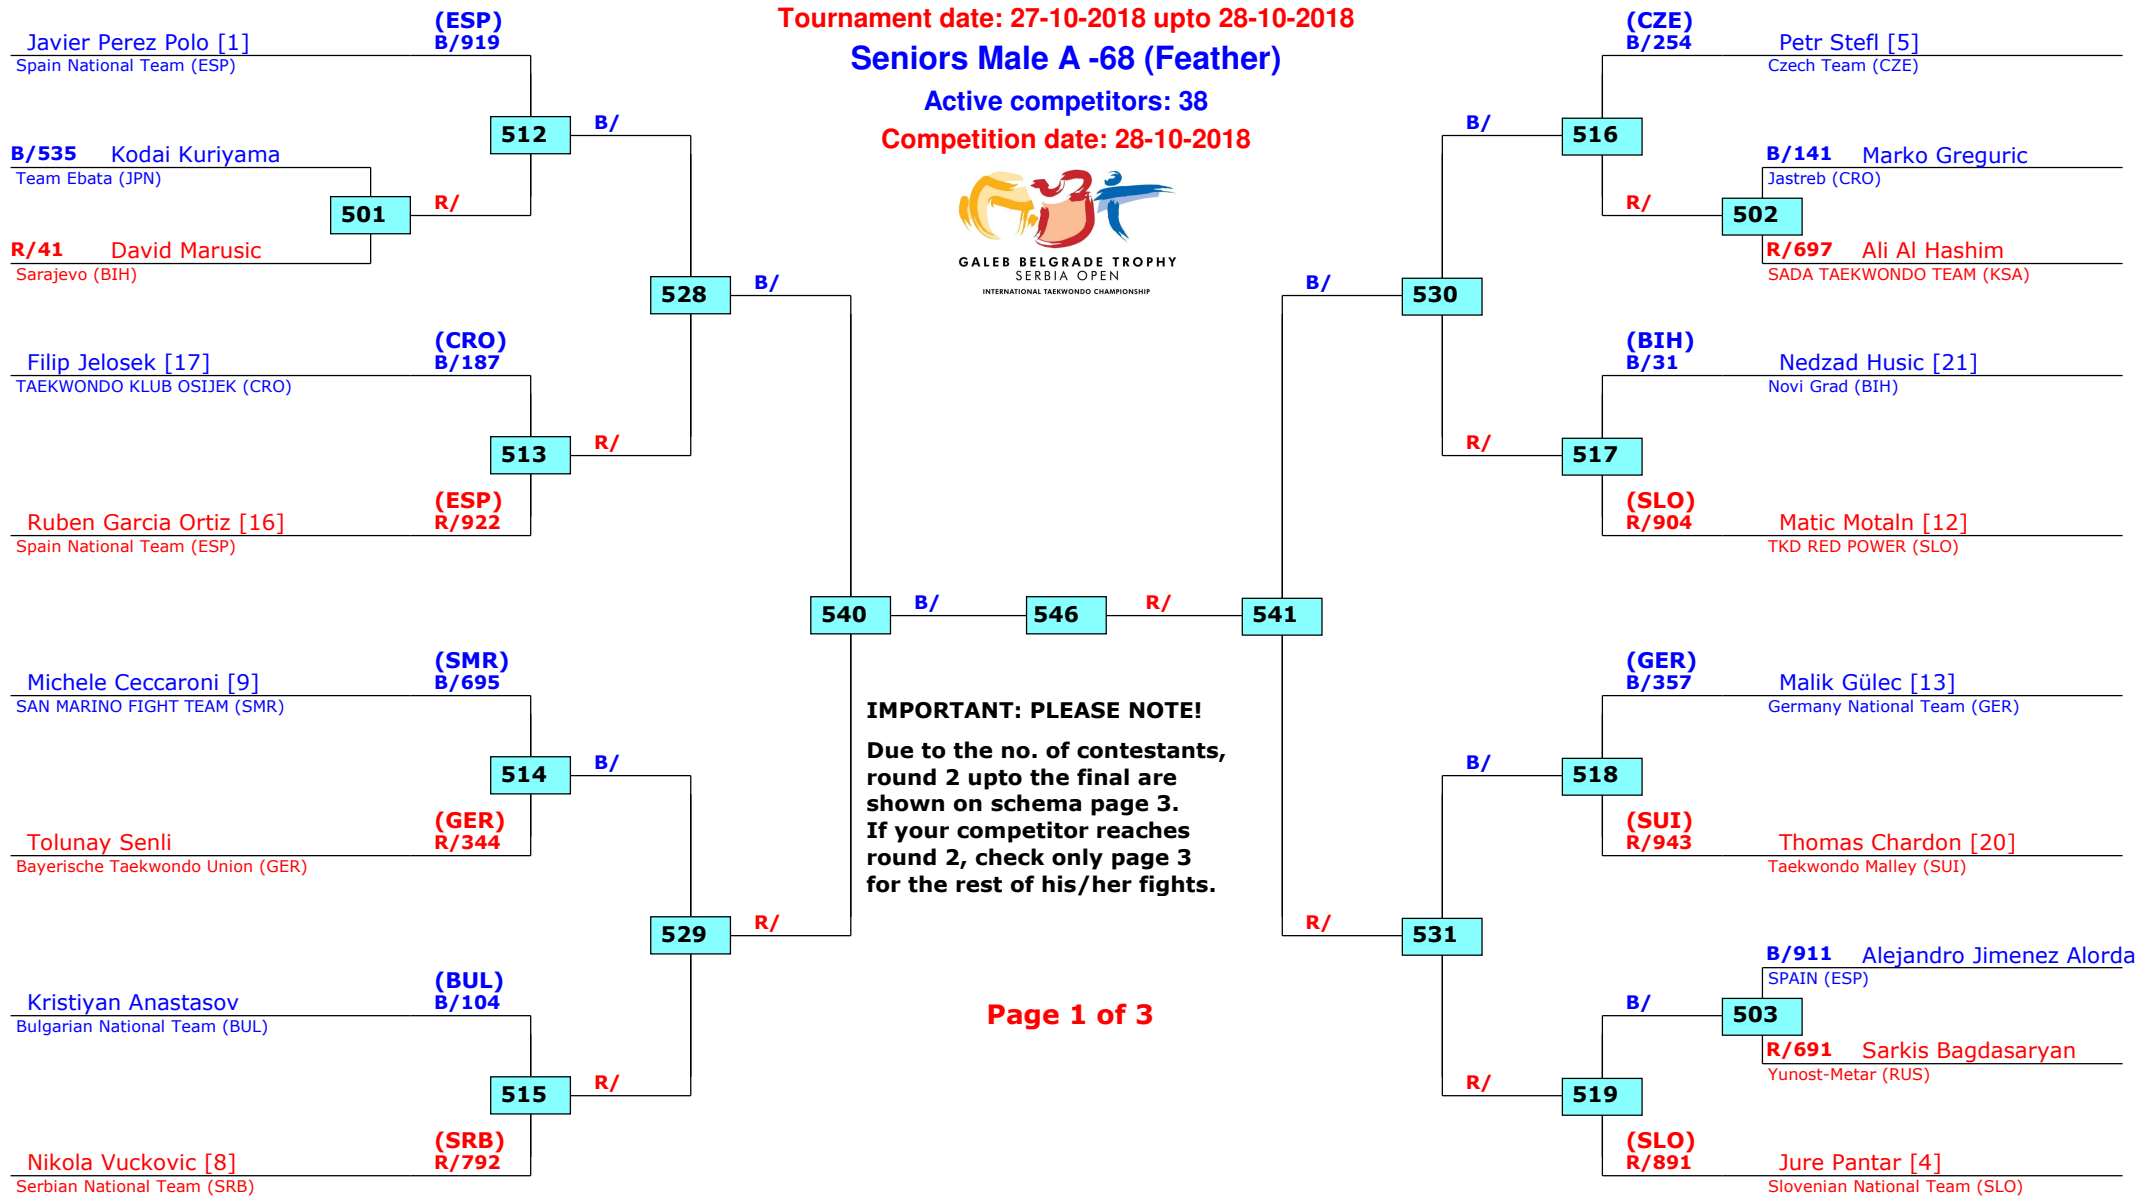 Tournament date: 27-10-2018 upto 28-10-2018
Seniors Male A -68 (Feather)
Active competitors: 38
Competition date: 28-10-2018
GALEB BELGRADE TROPHY
SERBIA OPEN
INTERNATIONAL TAEKWONDO CHAMPIONSHIP
(ESP)
Javier Perez Polo [1] B/919
Spain National Team (ESP)
512 B/
B/535 Kodai Kuriyama
Team Ebata (JPN)
501 R/
R/41 David Marusic
Sarajevo (BIH)
528 B/
(CRO)
Filip Jelosek [17] B/187
TAEKWONDO KLUB OSIJEK (CRO)
513 R/
(ESP)
Ruben Garcia Ortiz [16] R/922
Spain National Team (ESP)
540 B/ 546 R/ 541
(SMR)
Michele Ceccaroni [9] B/695
SAN MARINO FIGHT TEAM (SMR)
514 B/
(GER)
Tolunay Senli R/344
Bayerische Taekwondo Union (GER)
529 R/
(BUL)
Kristiyan Anastasov B/104
Bulgarian National Team (BUL)
515 R/
(SRB)
Nikola Vuckovic [8] R/792
Serbian National Team (SRB)
IMPORTANT: PLEASE NOTE!
Due to the no. of contestants,
round 2 upto the final are
shown on schema page 3.
If your competitor reaches
round 2, check only page 3
for the rest of his/her fights.
Page 1 of 3
(CZE)
B/254 Petr Stefl [5]
Czech Team (CZE)
B/ 516
B/141 Marko Greguric
Jastreb (CRO)
R/ 502
R/697 Ali Al Hashim
SADA TAEKWONDO TEAM (KSA)
B/ 530
(BIH)
B/31 Nedzad Husic [21]
Novi Grad (BIH)
R/ 517
(SLO)
R/904 Matic Motaln [12]
TKD RED POWER (SLO)
(GER)
B/357 Malik Gülec [13]
Germany National Team (GER)
B/ 518
(SUI)
R/943 Thomas Chardon [20]
Taekwondo Malley (SUI)
R/ 531
B/911 Alejandro Jimenez Alorda
SPAIN (ESP)
B/ 503
R/691 Sarkis Bagdasaryan
Yunost-Metar (RUS)
R/ 519
(SLO)
R/891 Jure Pantar [4]
Slovenian National Team (SLO)